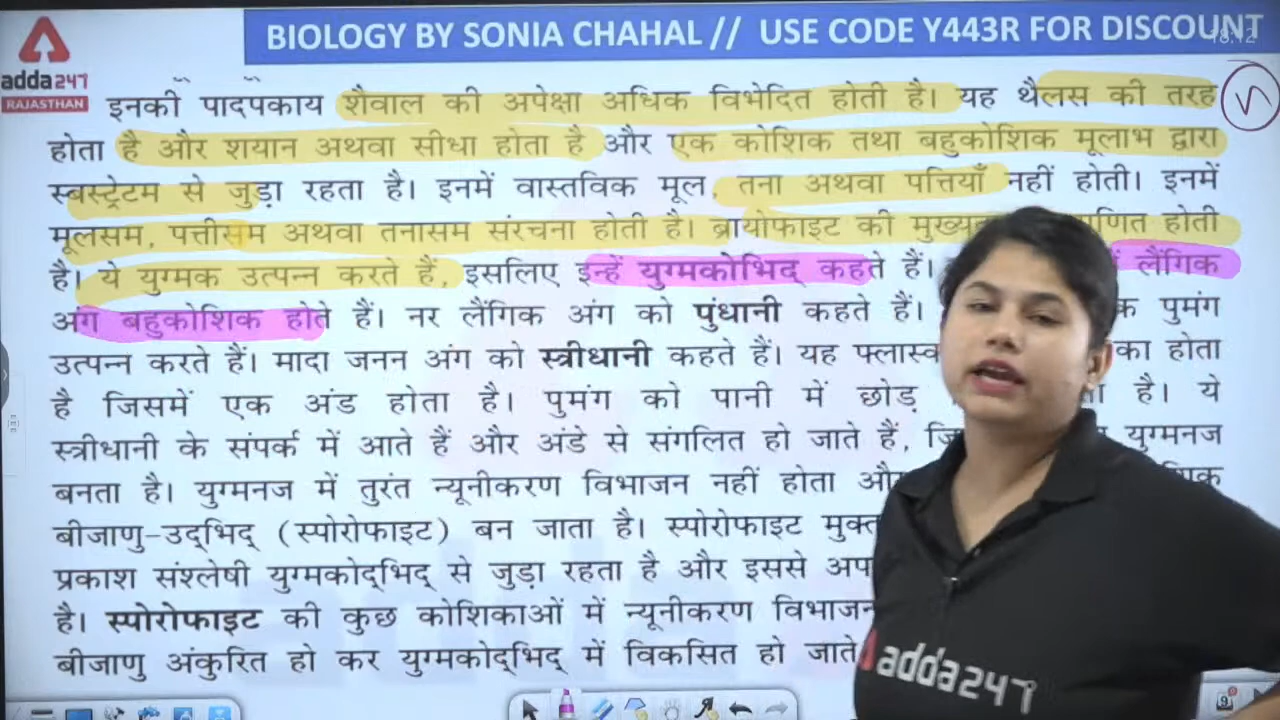 BIOLOGY BY SONIA CHAHAL // USE CODE Y443R FOR DISCOUNT
18:12
adda247
RAJASTHAN
इनकी पादपकाय शैवाल की अपेक्षा अधिक विभेदित होती है। यह थैलस की तरह
होता है और शयान अथवा सीधा होता है और एक कोशिक तथा बहुकोशिक मूलाभ द्वारा
स्बस्ट्रेटम से जुड़ा रहता है। इनमें वास्तविक मूल, तना अथवा पत्तियाँ नहीं होती। इनमें
मूलसम, पत्तीसम अथवा तनासम संरचना होती है। ब्रायोफाइट की मुख्य होती
है। ये युग्मक उत्पन्न करते हैं, इसलिए इन्हें युग्मकोभिद् कहते हैं। लैंगिक
अंग बहुकोशिक होते हैं। नर लैंगिक अंग को पुंधानी कहते हैं। पुमंग
उत्पन्न करते हैं। मादा जनन अंग को स्त्रीधानी कहते हैं। यह का होता
है जिसमें एक अंड होता है। पुमंग को पानी में छोड़ है। ये
स्त्रीधानी के संपर्क में आते हैं और अंडे से संगलित हो जाते हैं, युग्मनज
बनता है। युग्मनज में तुरंत न्यूनीकरण विभाजन नहीं होता
बीजाणु-उद्भिद् (स्पोरोफाइट) बन जाता है। स्पोरोफाइट मुक्त
प्रकाश संश्लेषी युग्मकोद्भिद् से जुड़ा रहता है और इससे
है। स्पोरोफाइट की कुछ कोशिकाओं में न्यूनीकरण विभाजन
बीजाणु अंकुरित हो कर युग्मकोद्भिद् में विकसित हो जाते
adda247